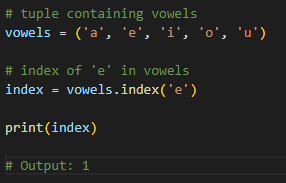 # tuple containing vowels
vowels = ('a', 'e', 'i', 'o', 'u')
# index of 'e' in vowels
index = vowels.index('e')
print(index)
# Output: 1